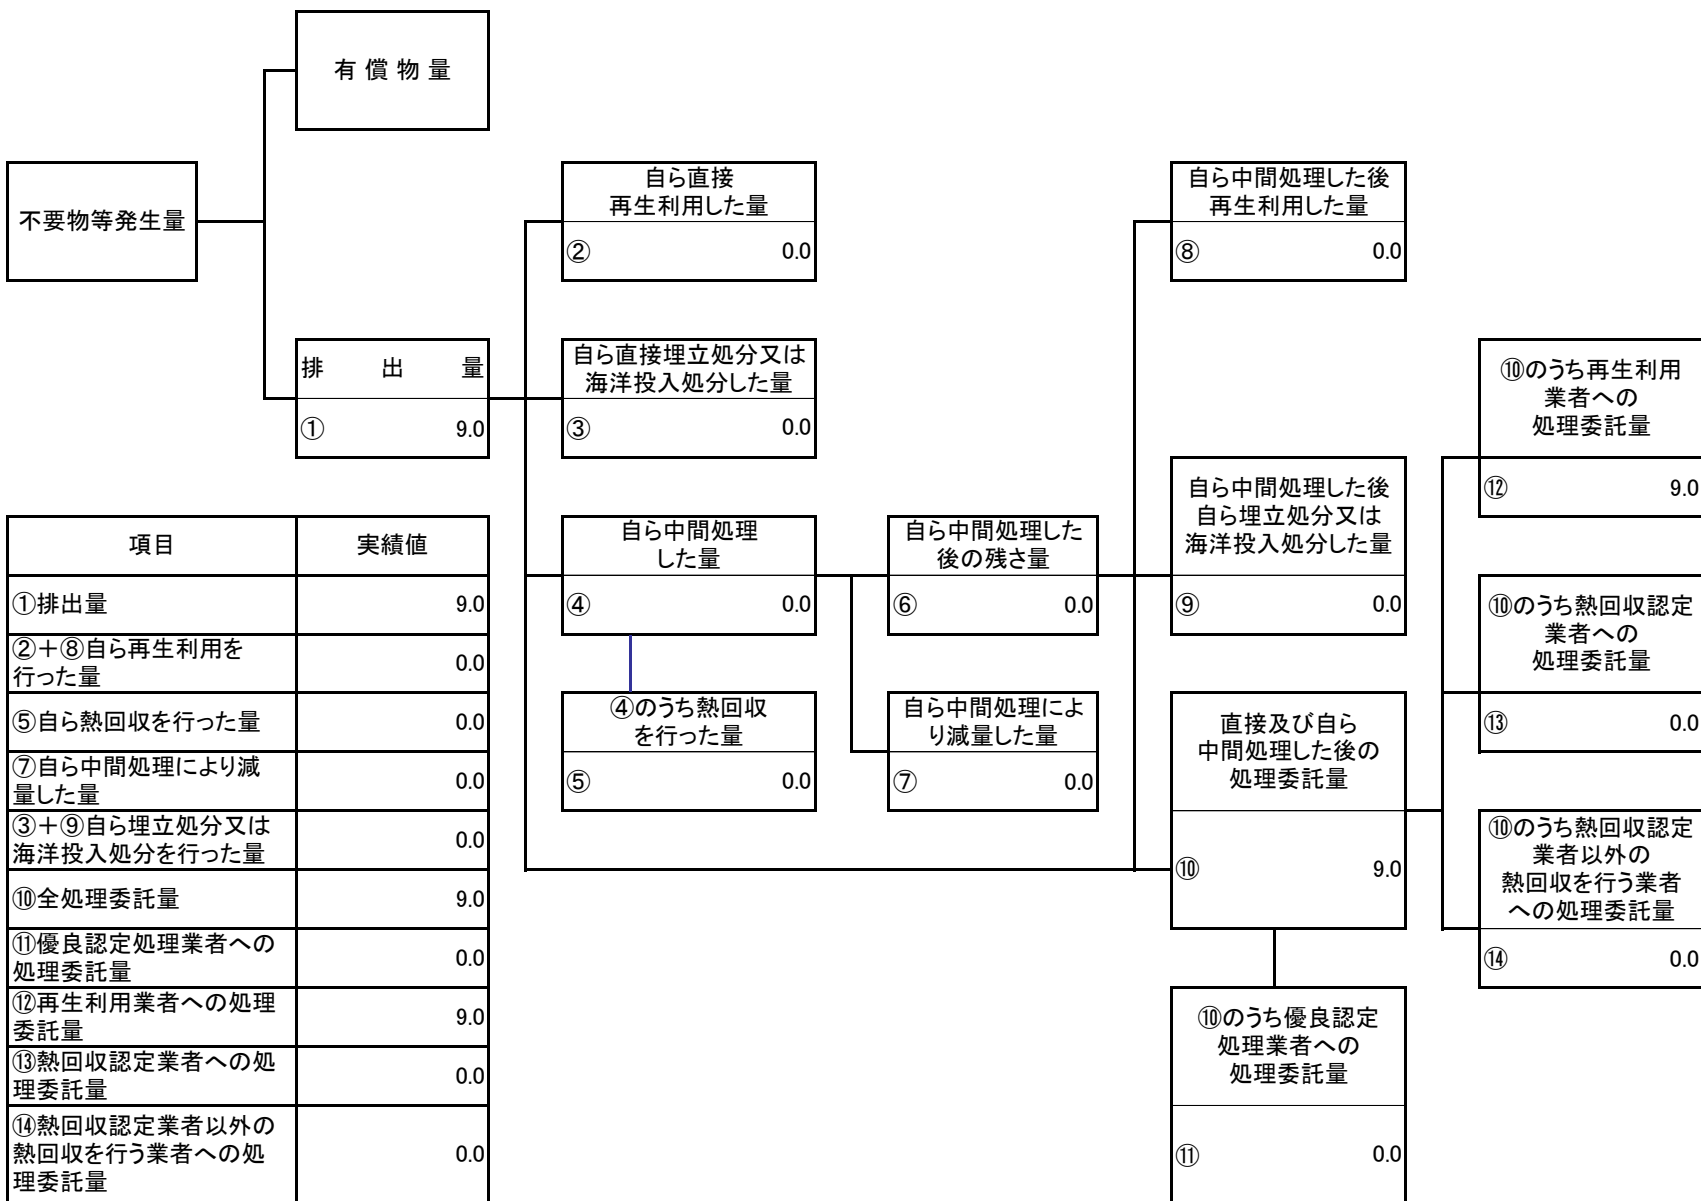 有 償 物 量
不要物等発生量
排 出 量
① 9.0
自ら直接
再生利用した量
② 0.0
自ら直接埋立処分又は
海洋投入処分した量
③ 0.0
自ら中間処理
した量
④ 0.0
④のうち熱回収
を行った量
⑤ 0.0
自ら中間処理した
後の残さ量
⑥ 0.0
自ら中間処理によ
り減量した量
⑦ 0.0
自ら中間処理した後
再生利用した量
⑧ 0.0
自ら中間処理した後
自ら埋立処分又は
海洋投入処分した量
⑨ 0.0
直接及び自ら
中間処理した後の
処理委託量
⑩ 9.0
⑩のうち優良認定
処理業者への
処理委託量
⑪ 0.0
⑩のうち再生利用
業者への
処理委託量
⑫ 9.0
⑩のうち熱回収認定
業者への
処理委託量
⑬ 0.0
⑩のうち熱回収認定
業者以外の
熱回収を行う業者
への処理委託量
⑭ 0.0
項目 実績値
①排出量 9.0
②＋⑧自ら再生利用を
行った量 0.0
⑤自ら熱回収を行った量 0.0
⑦自ら中間処理により減
量した量 0.0
③＋⑨自ら埋立処分又は
海洋投入処分を行った量 0.0
⑩全処理委託量 9.0
⑪優良認定処理業者への
処理委託量 0.0
⑫再生利用業者への処理
委託量 9.0
⑬熱回収認定業者への処
理委託量 0.0
⑭熱回収認定業者以外の
熱回収を行う業者への処
理委託量 0.0